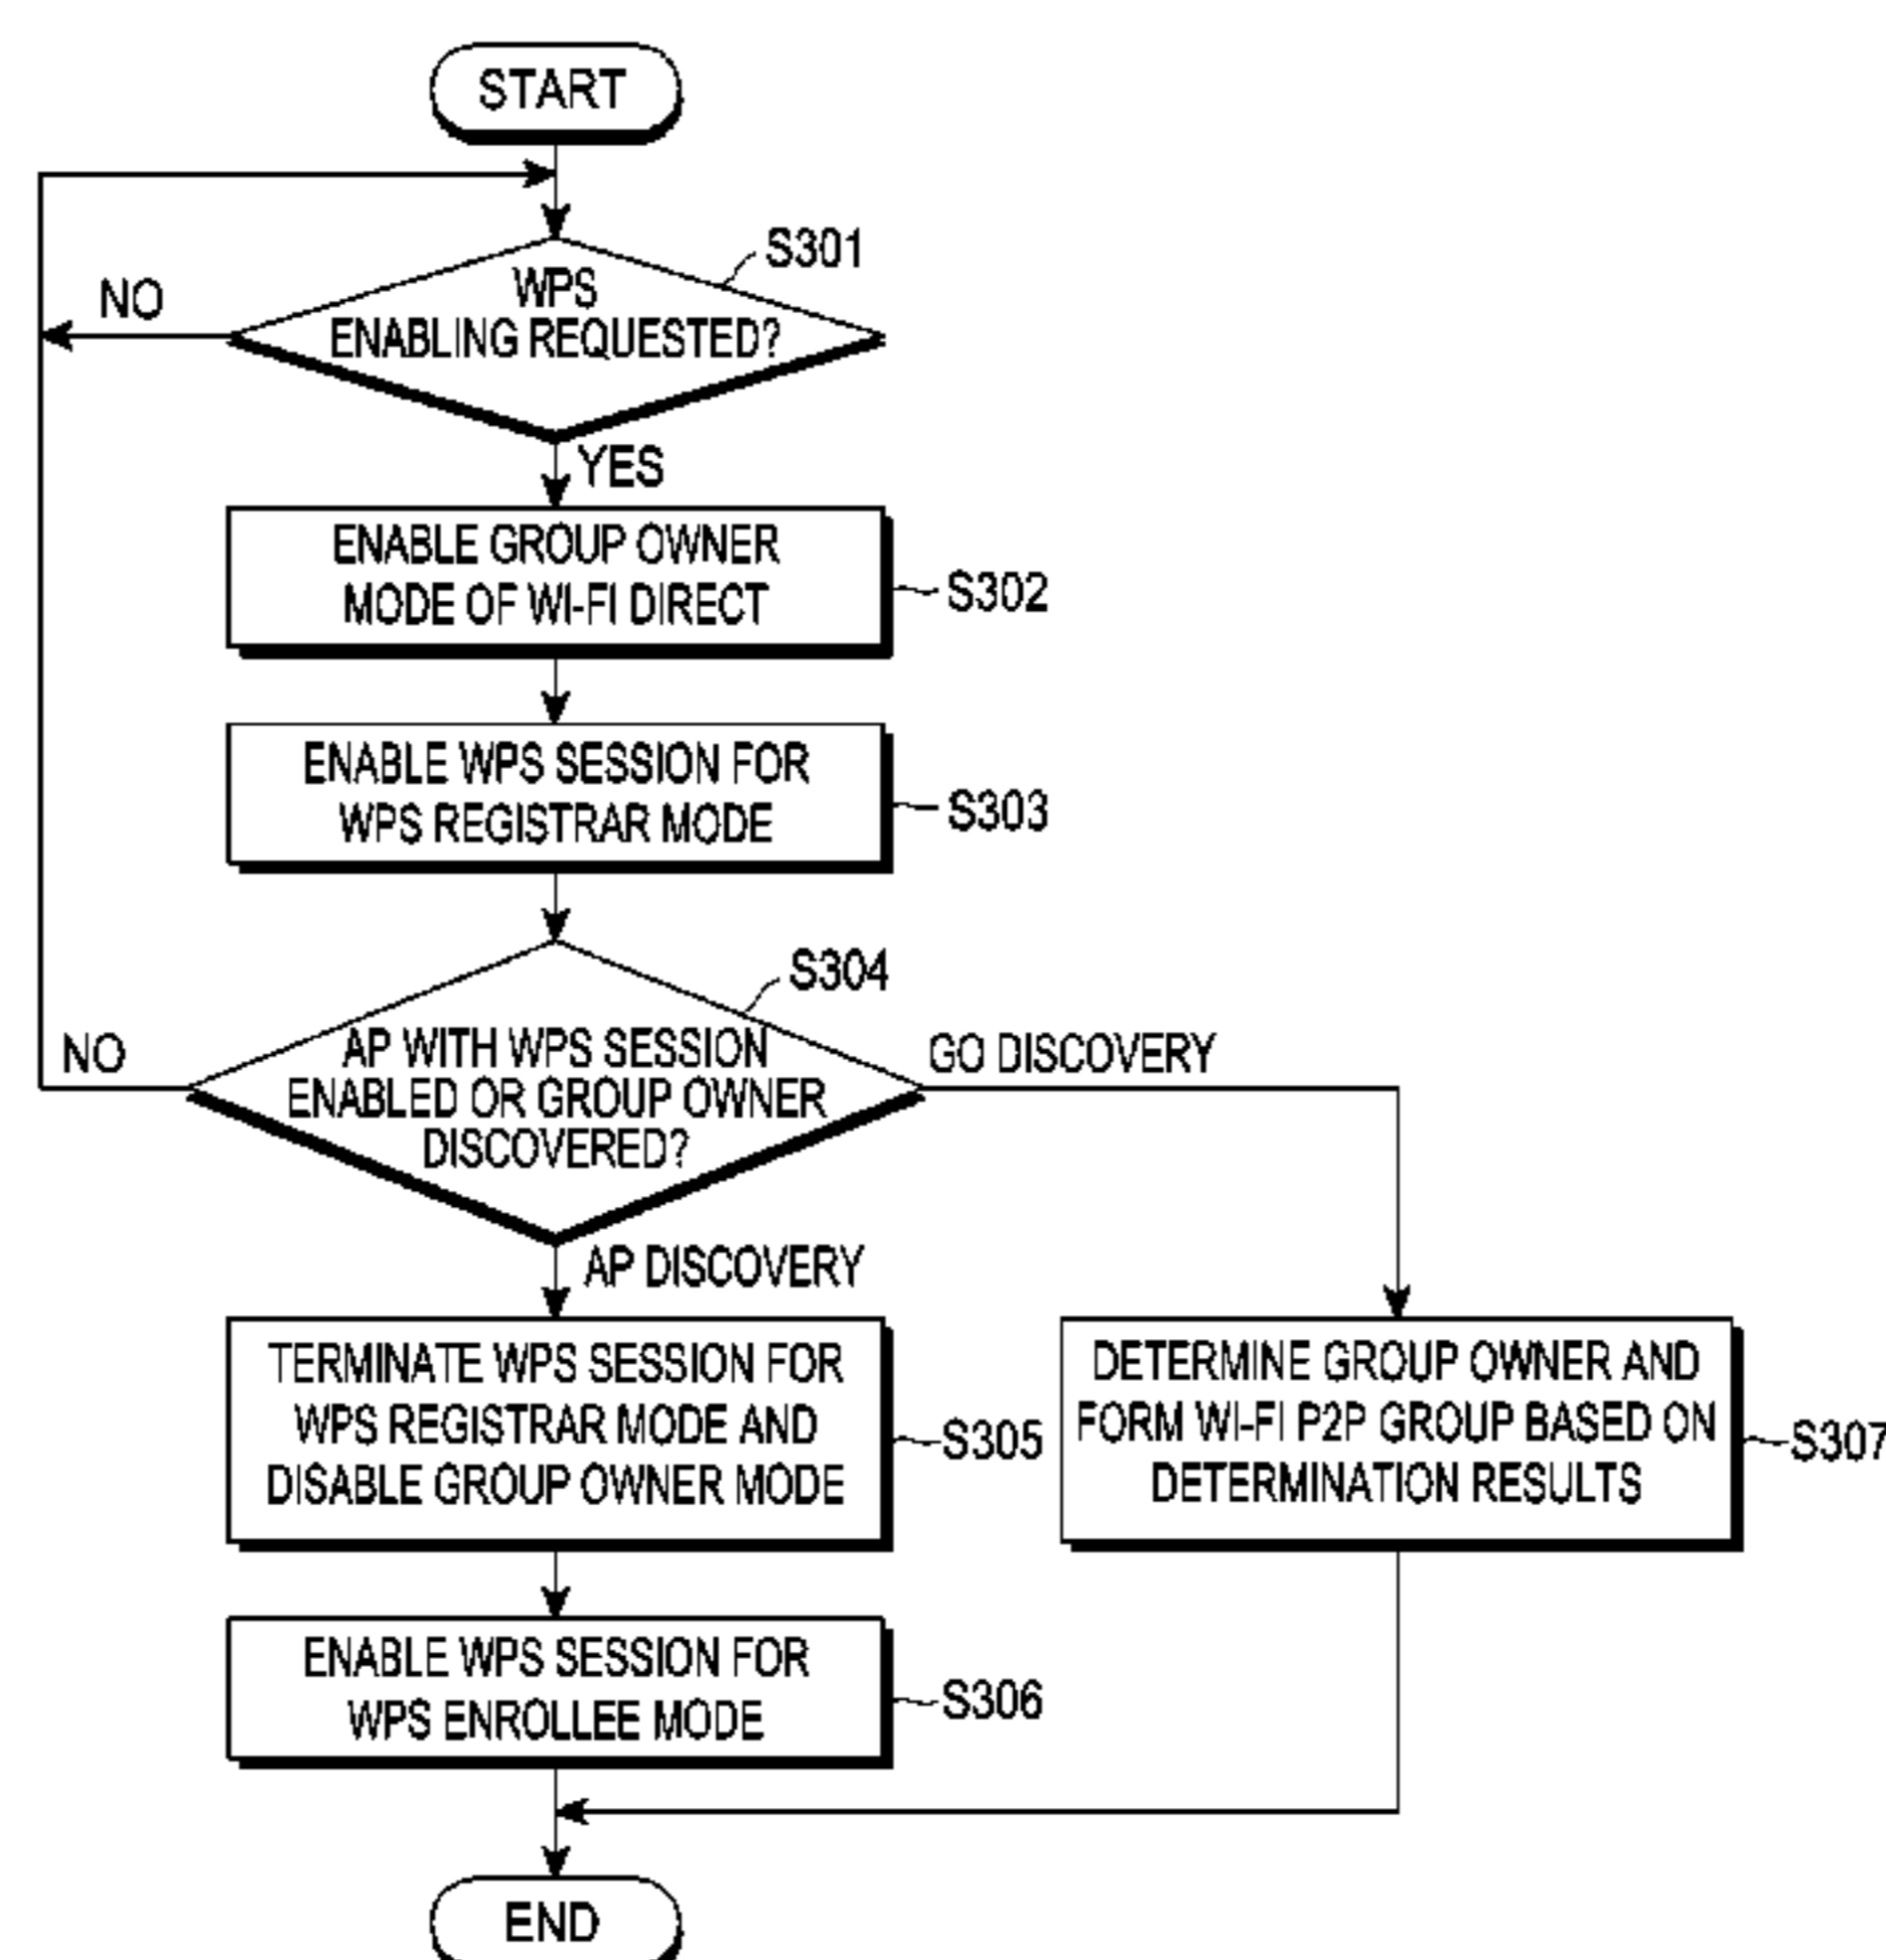 START
S301
WPS
ENABLING REQUESTED?
NO
YES
ENABLE GROUP OWNER
MODE OF WI-FI DIRECT
S302
ENABLE WPS SESSION FOR
WPS REGISTRAR MODE
S303
S304
AP WITH WPS SESSION
ENABLED OR GROUP OWNER
DISCOVERED?
NO
GO DISCOVERY
AP DISCOVERY
TERMINATE WPS SESSION FOR
WPS REGISTRAR MODE AND
DISABLE GROUP OWNER MODE
S305
DETERMINE GROUP OWNER AND
FORM WI-FI P2P GROUP BASED ON
DETERMINATION RESULTS
S307
ENABLE WPS SESSION FOR
WPS ENROLLEE MODE
S306
END